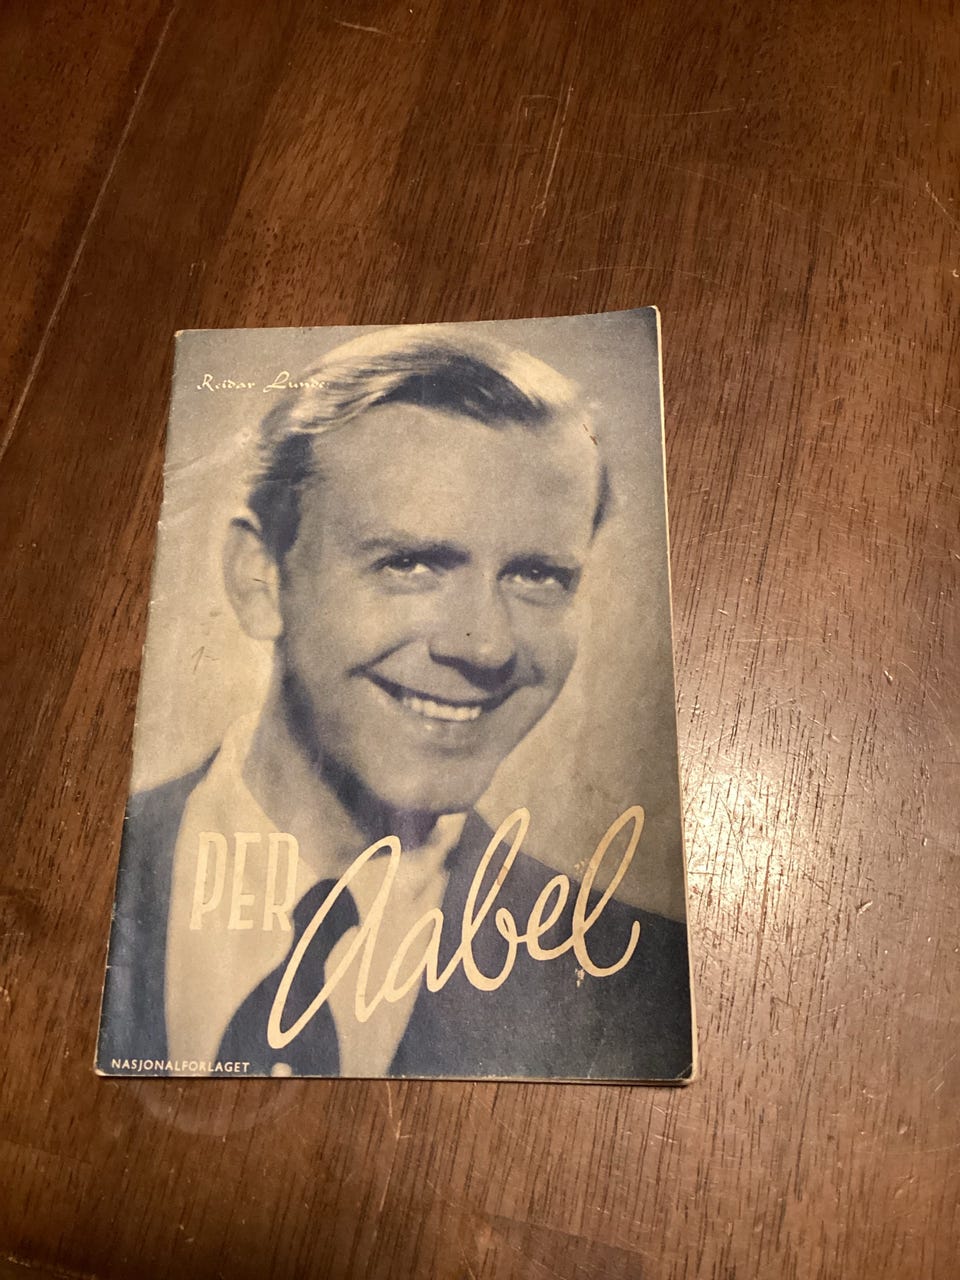 Reidar Lunde:
PER Aabel
NASJONALFORLAGET